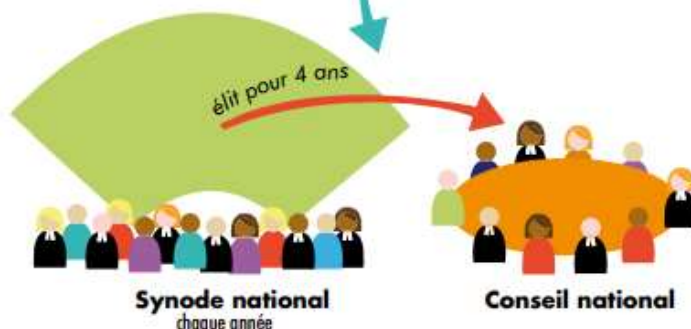 élit pour 4 ans
Synode national
chaque année
Conseil national